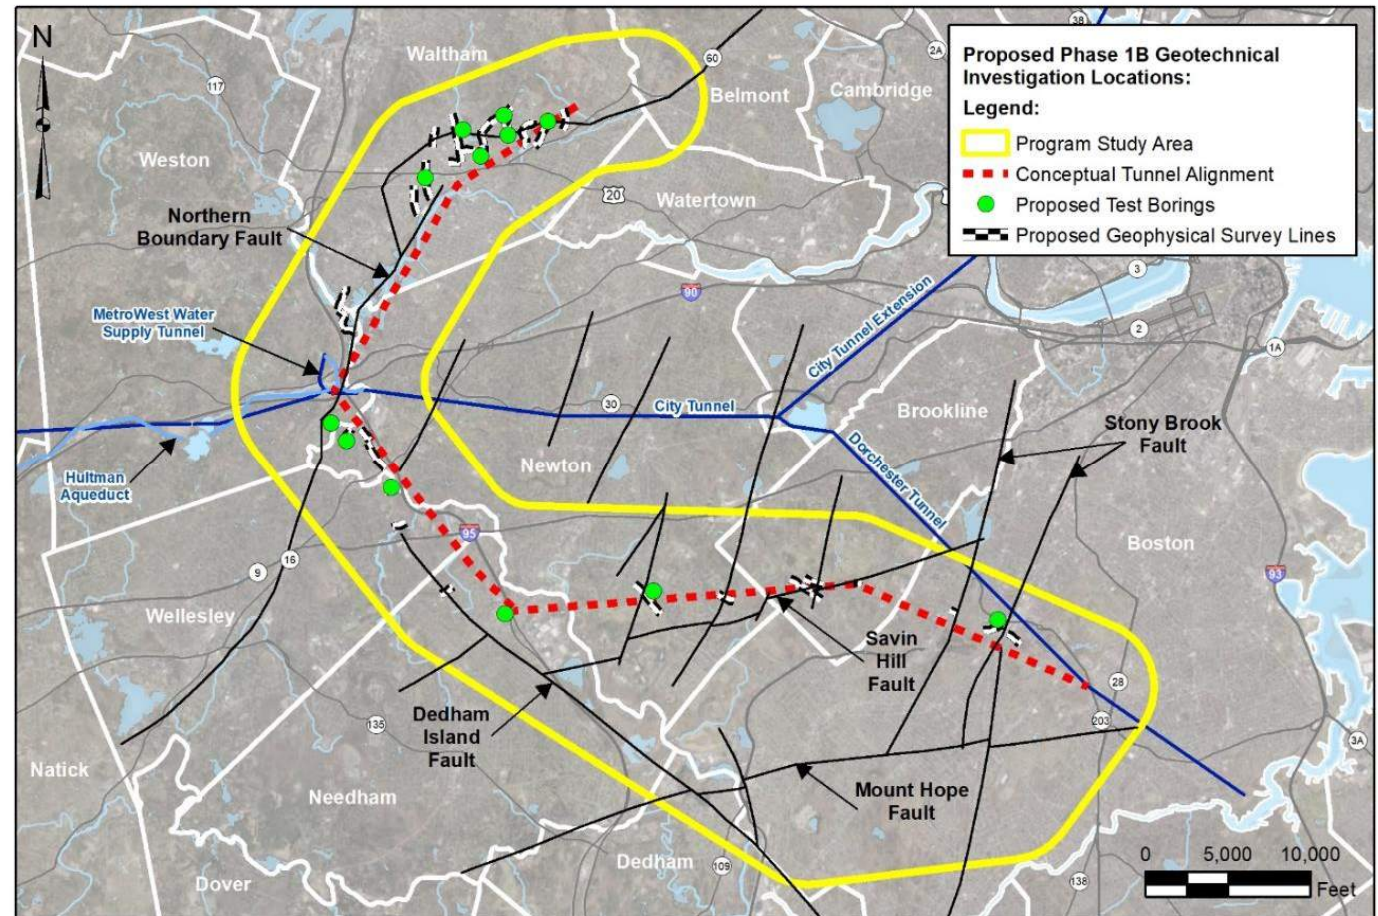 N
Waltham
117
60
38
2A
Belmont
Cambridge
Proposed Phase 1B Geotechnical
Investigation Locations:
Legend:
Program Study Area
Conceptual Tunnel Alignment
Proposed Test Borings
Proposed Geophysical Survey Lines
Weston
Northern
Boundary Fault
20
Watertown
90
3
2
1A
MetroWest Water
Supply Tunnel
City Tunnel Extension
30
City Tunnel
Brookline
Stony Brook
Fault
Hultman
Aqueduct
Newton
Dorchester Tunnel
95
Boston
9
16
93
Wellesley
Savin
Hill
Fault
28
203
3A
Dedham
Island
Fault
135
Natick
Needham
Mount Hope
Fault
Dedham
109
138
Dover
0 5,000 10,000
Feet